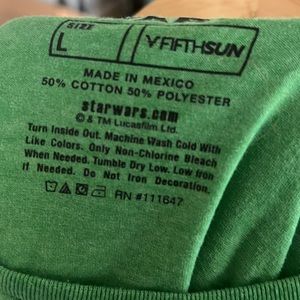 SIZE
L
FIFTHSUN
MADE IN MEXICO
50% COTTON 50% POLYESTER
starwars.com
© & TM Lucasfilm Ltd.
Turn Inside Out. Machine Wash Cold With
Like Colors. Only Non-Chlorine Bleach
When Needed. Tumble Dry Low. Low Iron
If Needed. Do Not Iron Decoration.
RN #111647